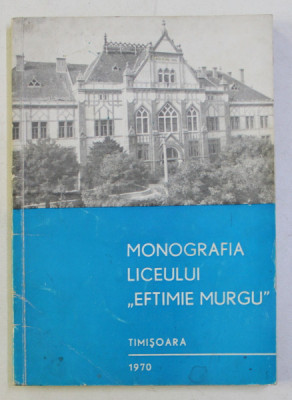 MONOGRAFIA
LICEULUI
„EFTIMIE MURGU”
TIMIŞOARA
1970